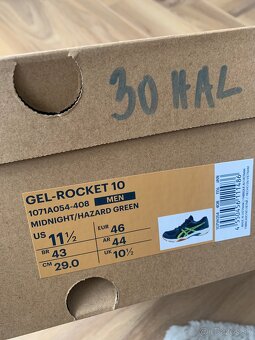 30 HAL
GEL-ROCKET 10
1071A054-408 MEN
MIDNIGHT/HAZARD GREEN
US 11½ EUR 46
BR 43 AR 44
CM 29.0 UK 10½